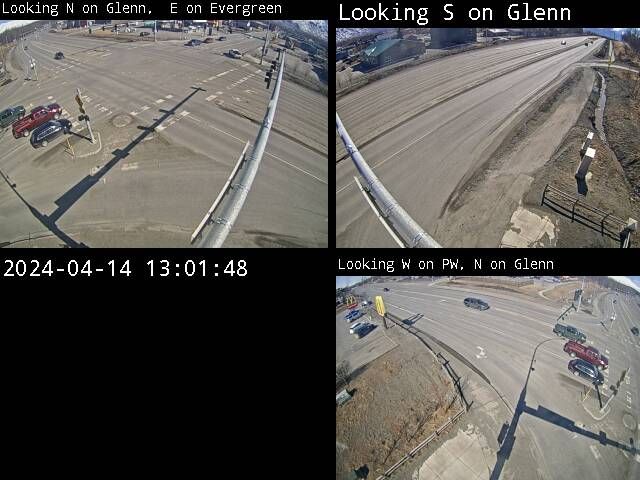 Looking N on Glenn,  E on Evergreen
Looking S on Glenn
2024-04-14 13:01:48
Looking W on PW, N on Glenn